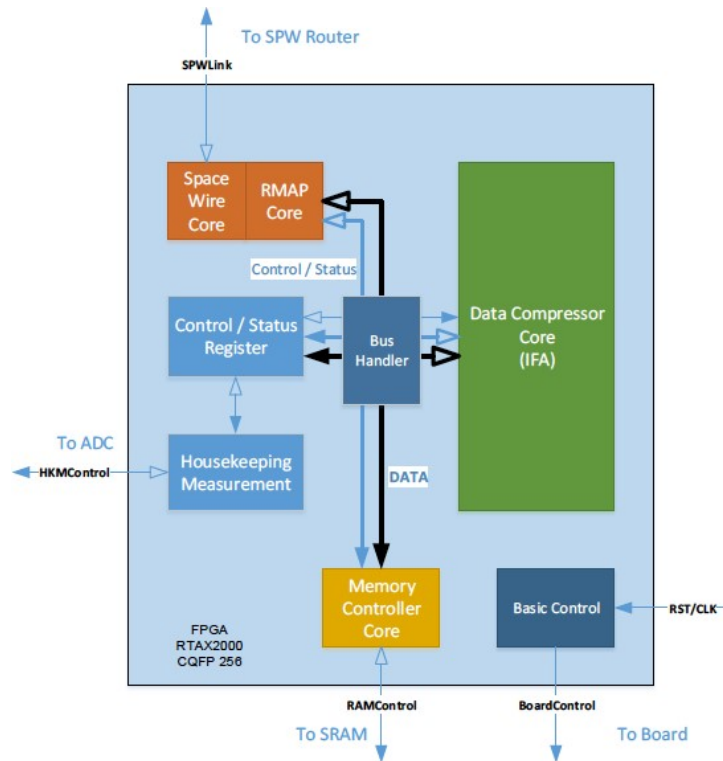 To SPW Router
SPWLink
Space
Wire
Core
RMAP
Core
Control / Status
Control / Status
Register
Bus
Handler
Data Compressor
Core
(IFA)
To ADC
HKMControl
Housekeeping
Measurement
DATA
Memory
Controller
Core
Basic Control
RST/CLK
FPGA
RTAX2000
CQFP 256
RAMControl
BoardControl
To SRAM
To Board